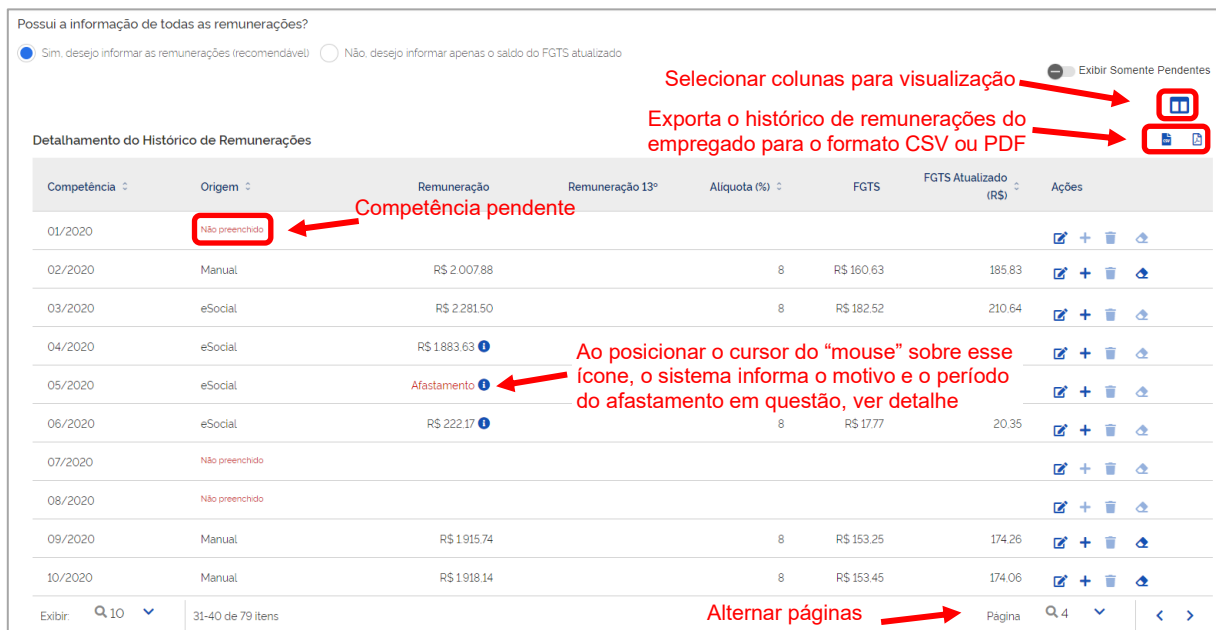 Possui a informação de todas as remunerações?
Sim, desejo informar as remunerações (recomendável) Não, desejo informar apenas o saldo do FGTS atualizado
Exibir Somente Pendentes
Selecionar colunas para visualização
Exporta o histórico de remunerações do
empregado para o formato CSV ou PDF
Detalhamento do Histórico de Remunerações
Competência Origem Remuneração Remuneração 13º Alíquota (%) FGTS FGTS Atualizado (R$) Ações
Competência pendente
01/2020 Não preenchido
02/2020 Manual R$ 2.007,88 8 R$ 160,63 185,83
03/2020 eSocial R$ 2.281,50 8 R$ 182,52 210,64
04/2020 eSocial R$ 1.883,63
Ao posicionar o cursor do “mouse” sobre esse
ícone, o sistema informa o motivo e o período
do afastamento em questão, ver detalhe
05/2020 eSocial Afastamento
06/2020 eSocial R$ 222,17 8 R$ 17,77 20,35
07/2020 Não preenchido
08/2020 Não preenchido
09/2020 Manual R$ 1.915,74 8 R$ 153,25 174,26
10/2020 Manual R$ 1.918,14 8 R$ 153,45 174,06
Exibir: 10 31-40 de 79 itens Alternar páginas Página 4